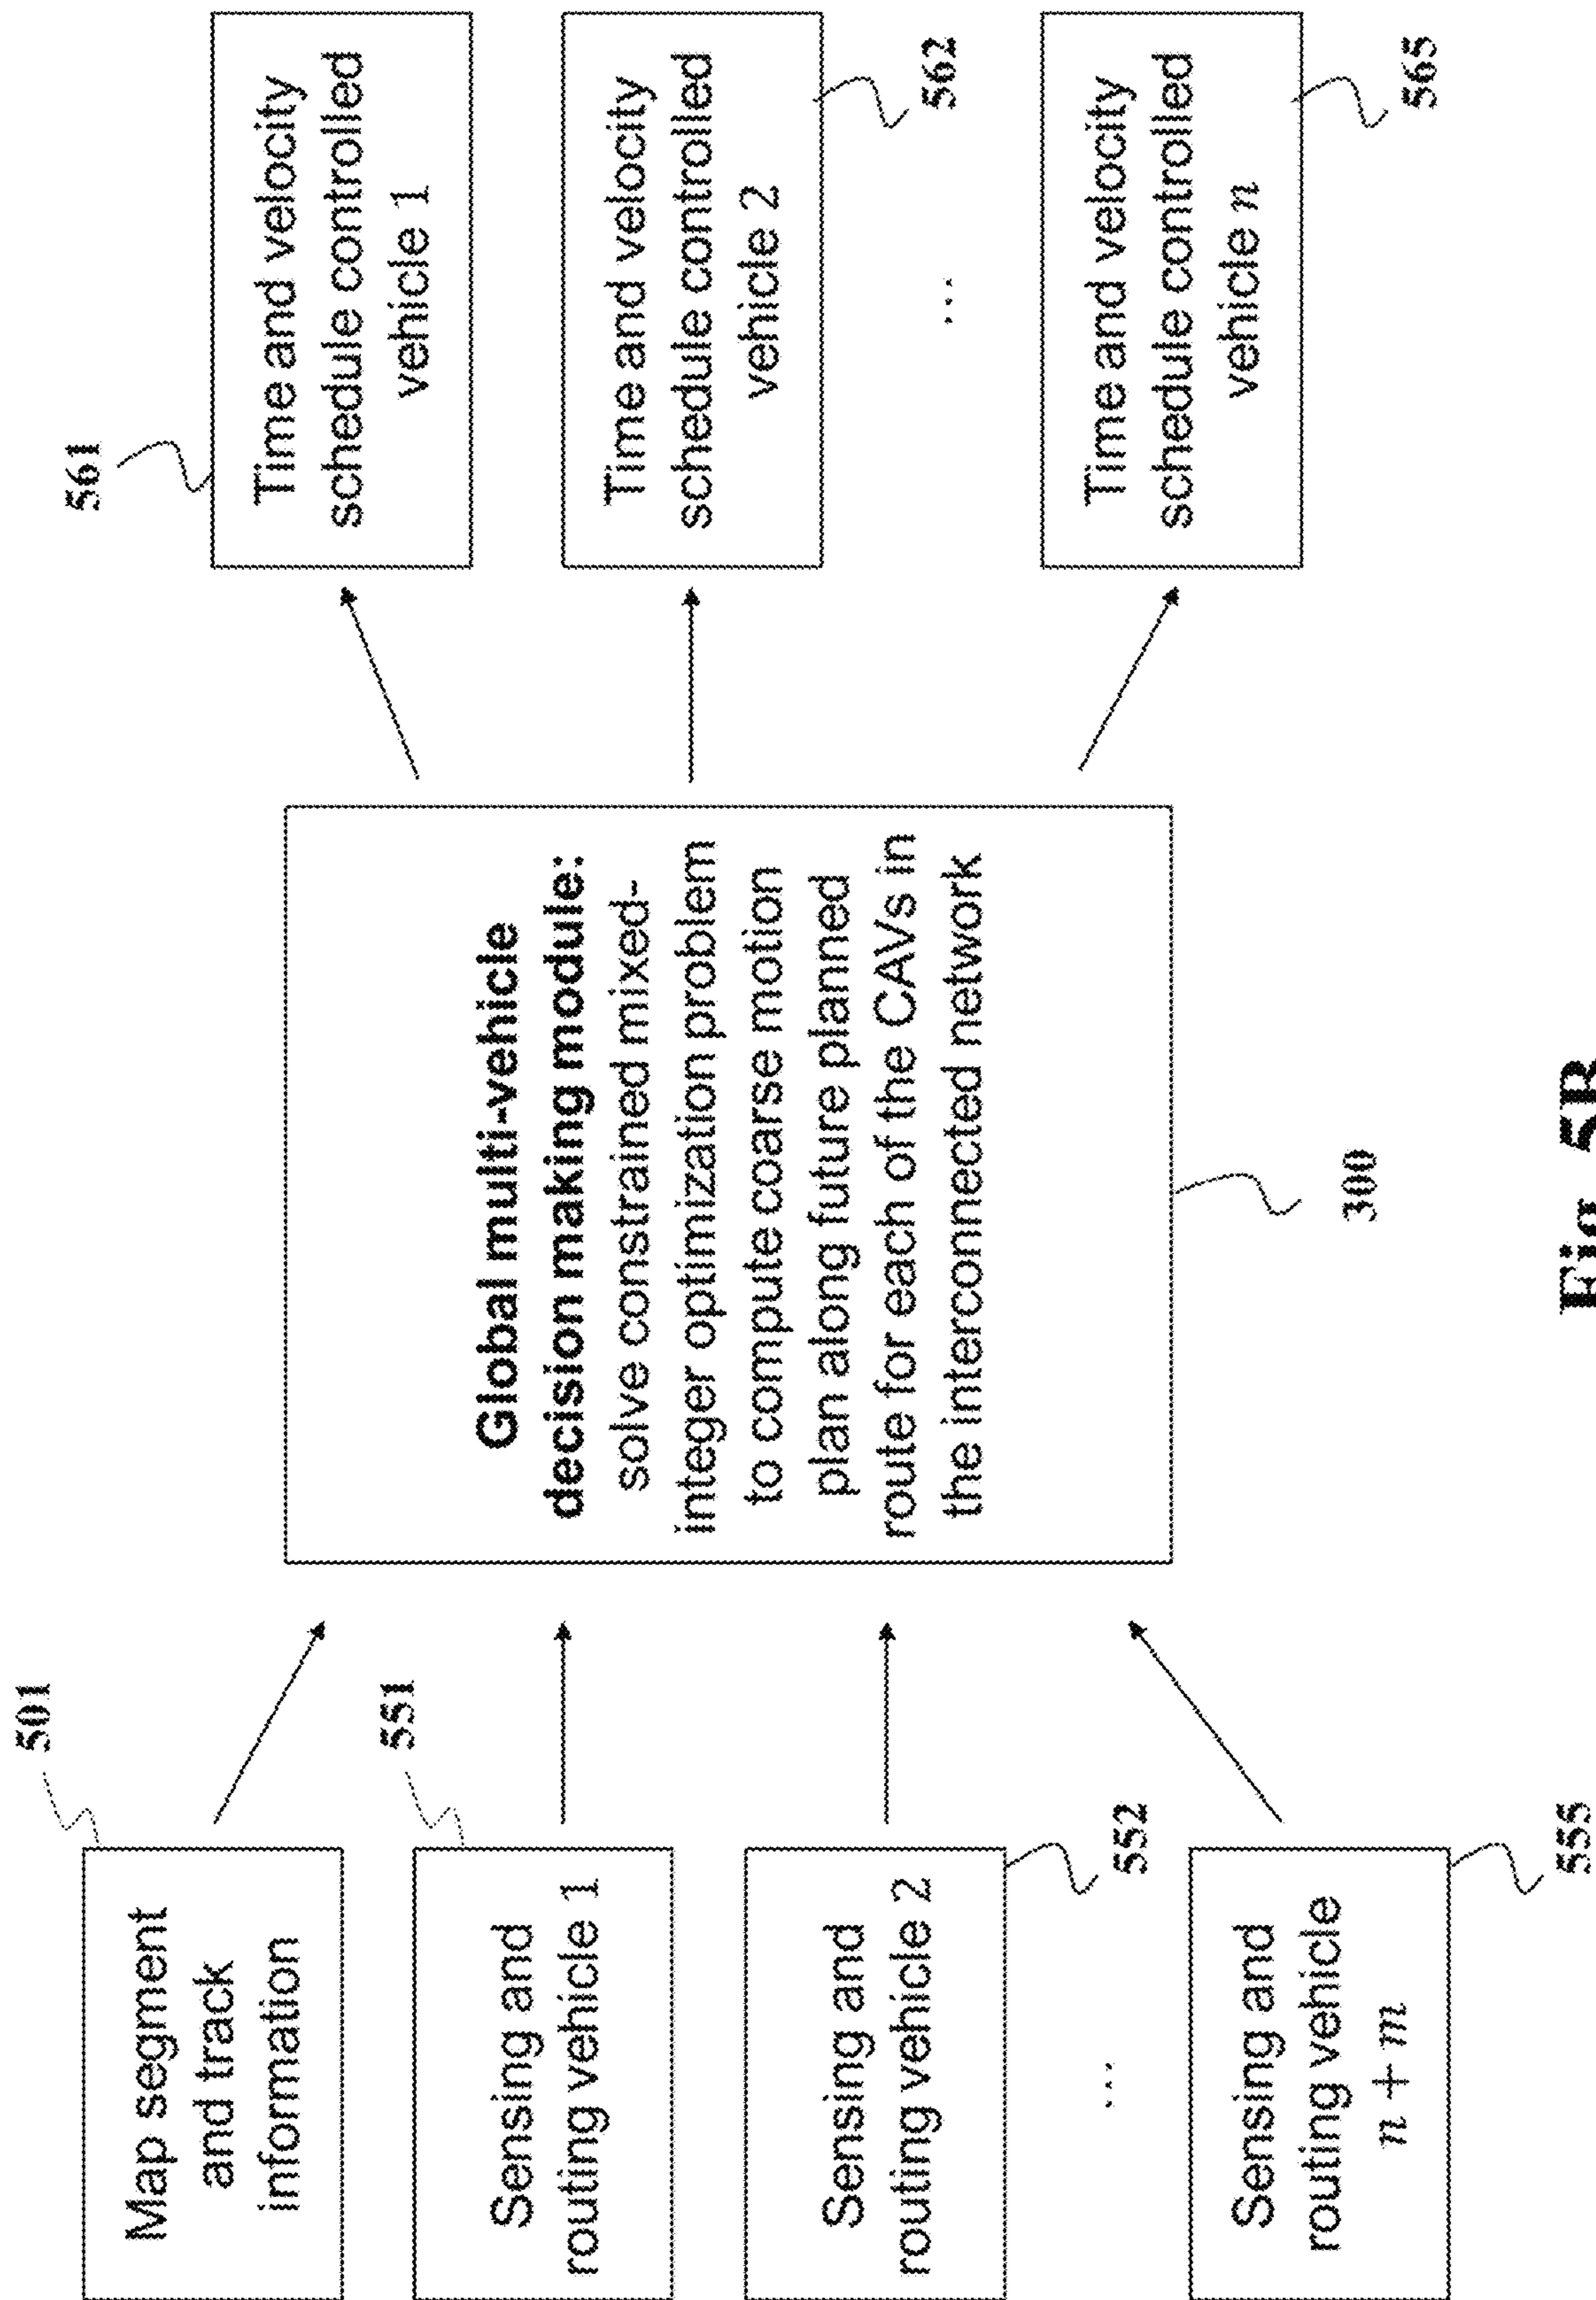 501
Map segment
and track
information
551
Sensing and
routing vehicle 1
Sensing and
routing vehicle 2
552
...
Sensing and
routing vehicle
n + m
555
Global multi-vehicle
decision making module:
solve constrained mixed-
integer optimization problem
to compute coarse motion
plan along future planned
route for each of the CAVs in
the interconnected network
300
561
Time and velocity
schedule controlled
vehicle 1
Time and velocity
schedule controlled
vehicle 2
562
...
Time and velocity
schedule controlled
vehicle n
565
Fig. 5B